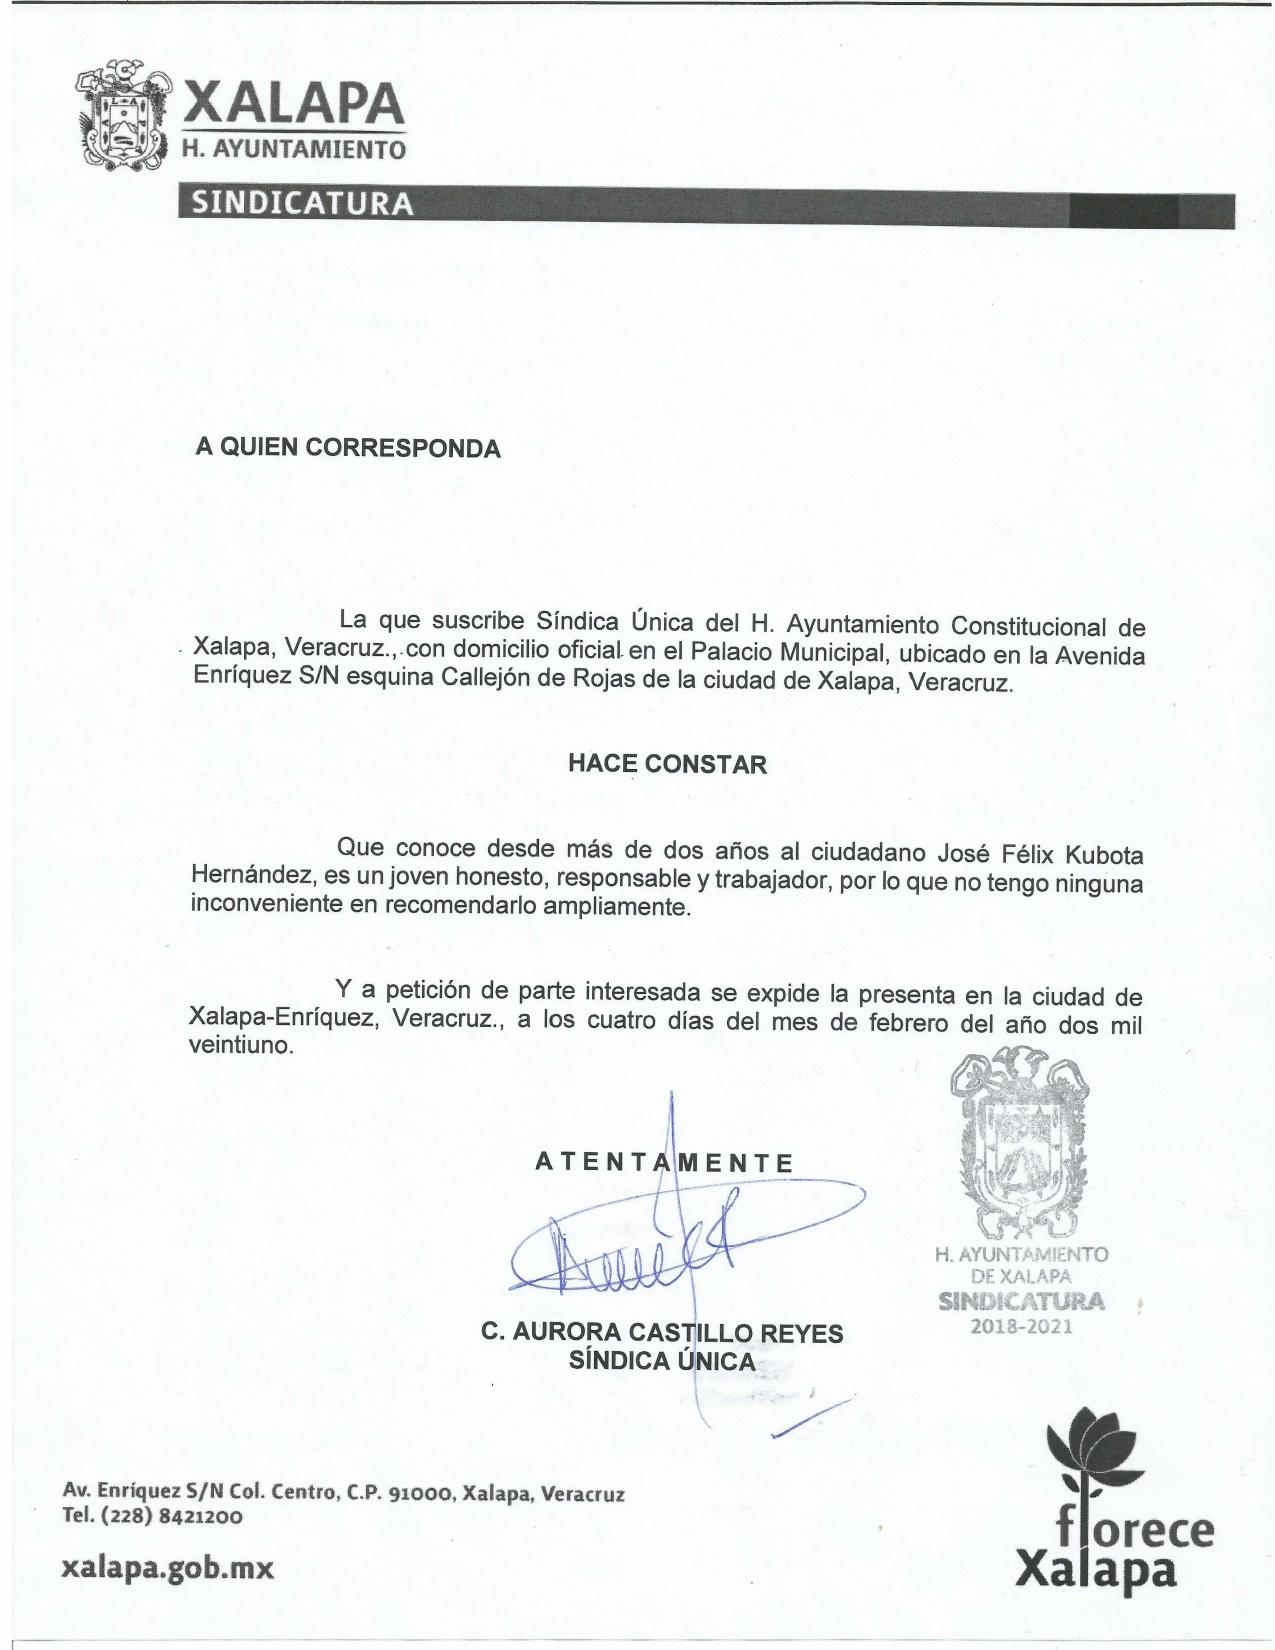 XALAPA
H. AYUNTAMIENTO
SINDICATURA
A QUIEN CORRESPONDA
La que suscribe Síndica Única del H. Ayuntamiento Constitucional de
Xalapa, Veracruz., con domicilio oficial en el Palacio Municipal, ubicado en la Avenida
Enríquez S/N esquina Callejón de Rojas de la ciudad de Xalapa, Veracruz.
HACE CONSTAR
Que conoce desde más de dos años al ciudadano José Félix Kubota
Hernández, es un joven honesto, responsable y trabajador, por lo que no tengo ninguna
inconveniente en recomendarlo ampliamente.
Y a petición de parte interesada se expide la presenta en la ciudad de
Xalapa-Enríquez, Veracruz., a los cuatro días del mes de febrero del año dos mil
veintiuno.
ATENTAMENTE
H. AYUNTAMIENTO
DE XALAPA
SINDICATURA
2018-2021
C. AURORA CASTILLO REYES
SÍNDICA ÚNICA
Av. Enríquez S/N Col. Centro, C.P. 91000, Xalapa, Veracruz
Tel. (228) 8421200
xalapa.gob.mx
florece
Xalapa